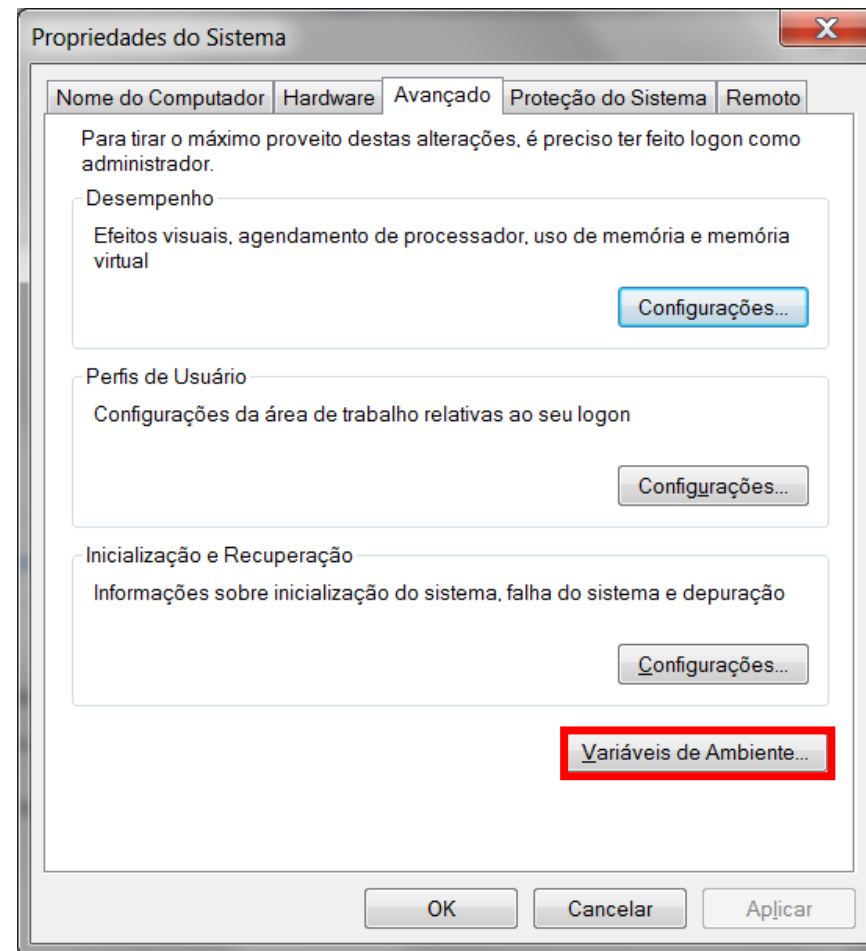 Propriedades do Sistema
Nome do Computador Hardware Avançado Proteção do Sistema Remoto
Para tirar o máximo proveito destas alterações, é preciso ter feito logon como
administrador.
Desempenho
Efeitos visuais, agendamento de processador, uso de memória e memória
virtual
Configurações...
Perfis de Usuário
Configurações da área de trabalho relativas ao seu logon
Configurações...
Inicialização e Recuperação
Informações sobre inicialização do sistema, falha do sistema e depuração
Configurações...
Variáveis de Ambiente...
OK Cancelar Aplicar